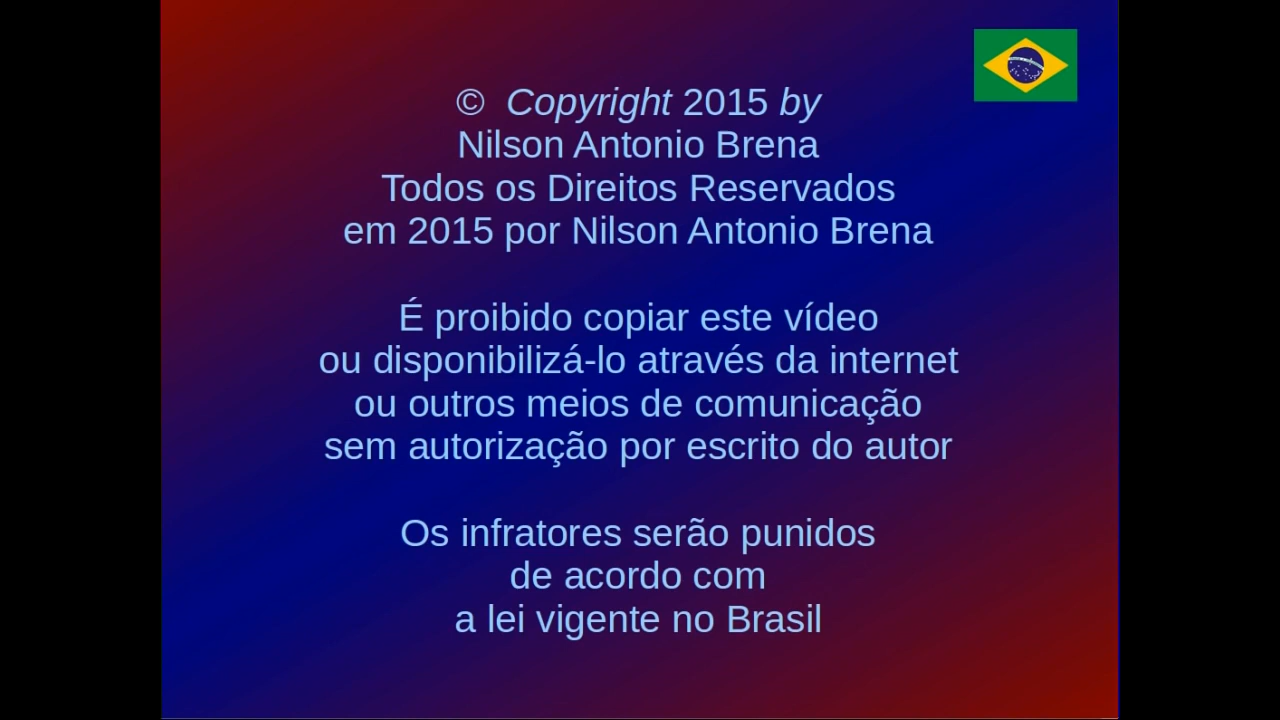 © Copyright 2015 by
Nilson Antonio Brena
Todos os Direitos Reservados
em 2015 por Nilson Antonio Brena
É proibido copiar este vídeo
ou disponibilizá-lo através da internet
ou outros meios de comunicação
sem autorização por escrito do autor
Os infratores serão punidos
de acordo com
a lei vigente no Brasil